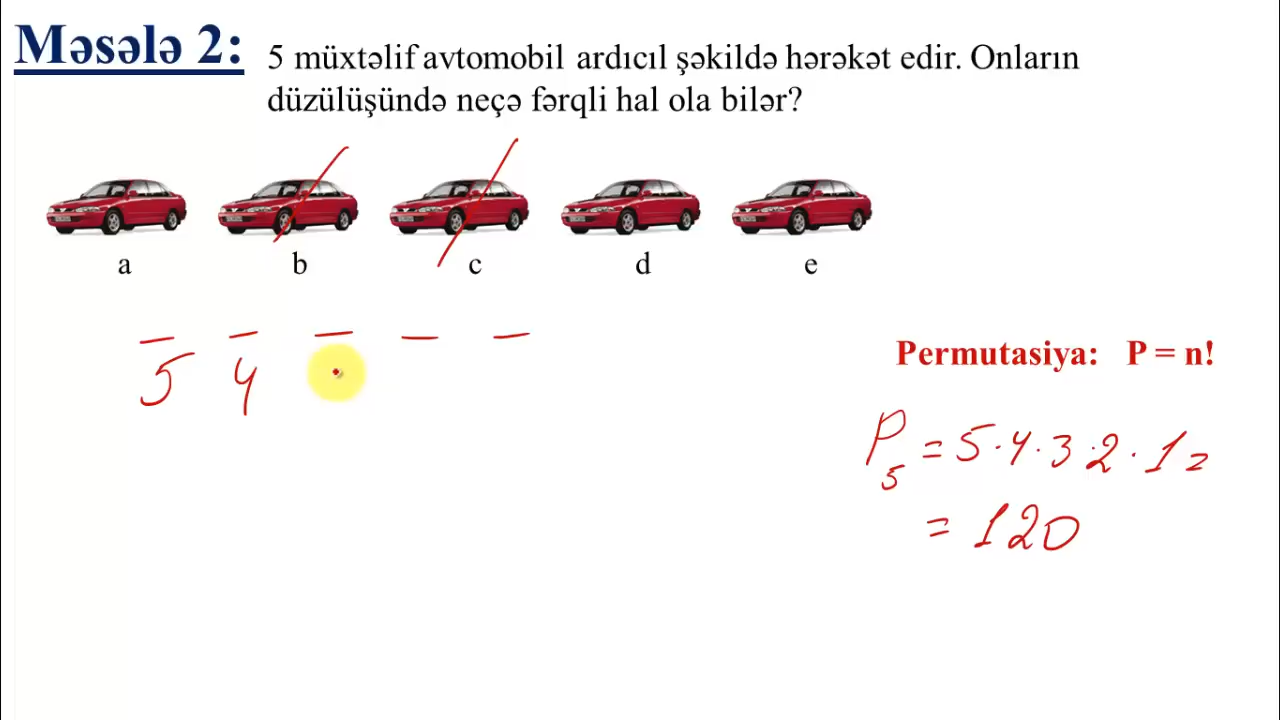 Məsələ 2:
5 müxtəlif avtomobil ardıcıl şəkildə hərəkət edir. Onların
düzülüşündə neçə fərqli hal ola bilər?
a b c d e
5 4
Permutasiya: P = n!
P₅ = 5·4·3·2·1=
= 120